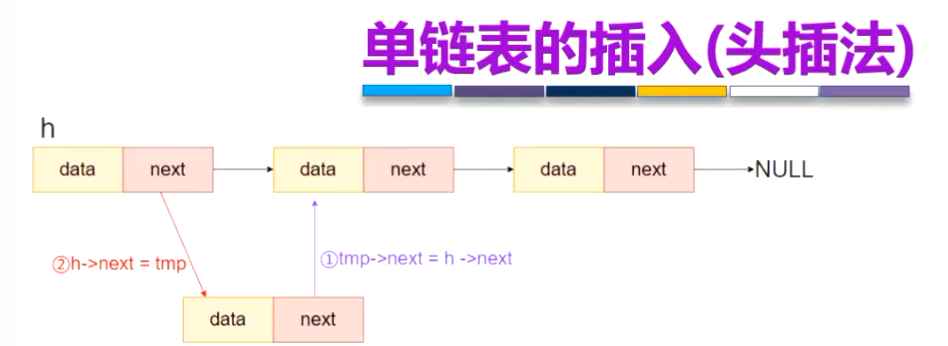 单链表的插入(头插法)
h
data next data next data next NULL
②h->next = tmp ①tmp->next = h ->next
data next